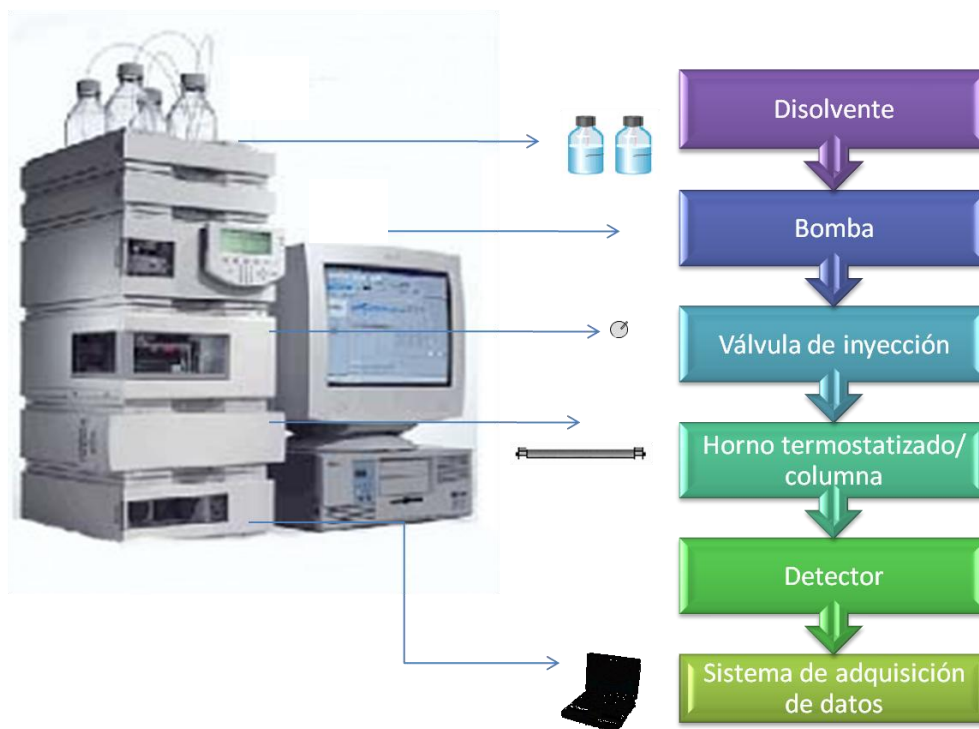 Disolvente
Bomba
Válvula de inyección
Horno termostatizado/
columna
Detector
Sistema de adquisición
de datos